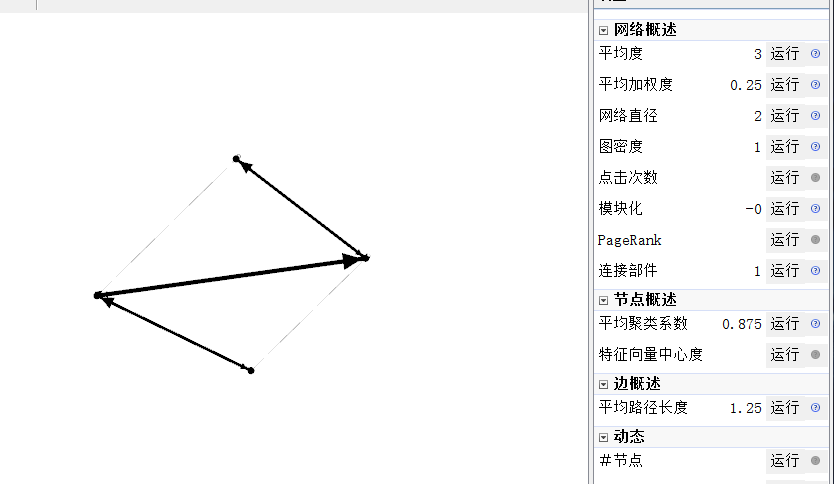 网络概述
平均度 3 运行
平均加权度 0.25 运行
网络直径 2 运行
图密度 1 运行
点击次数 运行
模块化 -0 运行
PageRank 运行
连接部件 1 运行
节点概述
平均聚类系数 0.875 运行
特征向量中心度 运行
边概述
平均路径长度 1.25 运行
动态
#节点 运行